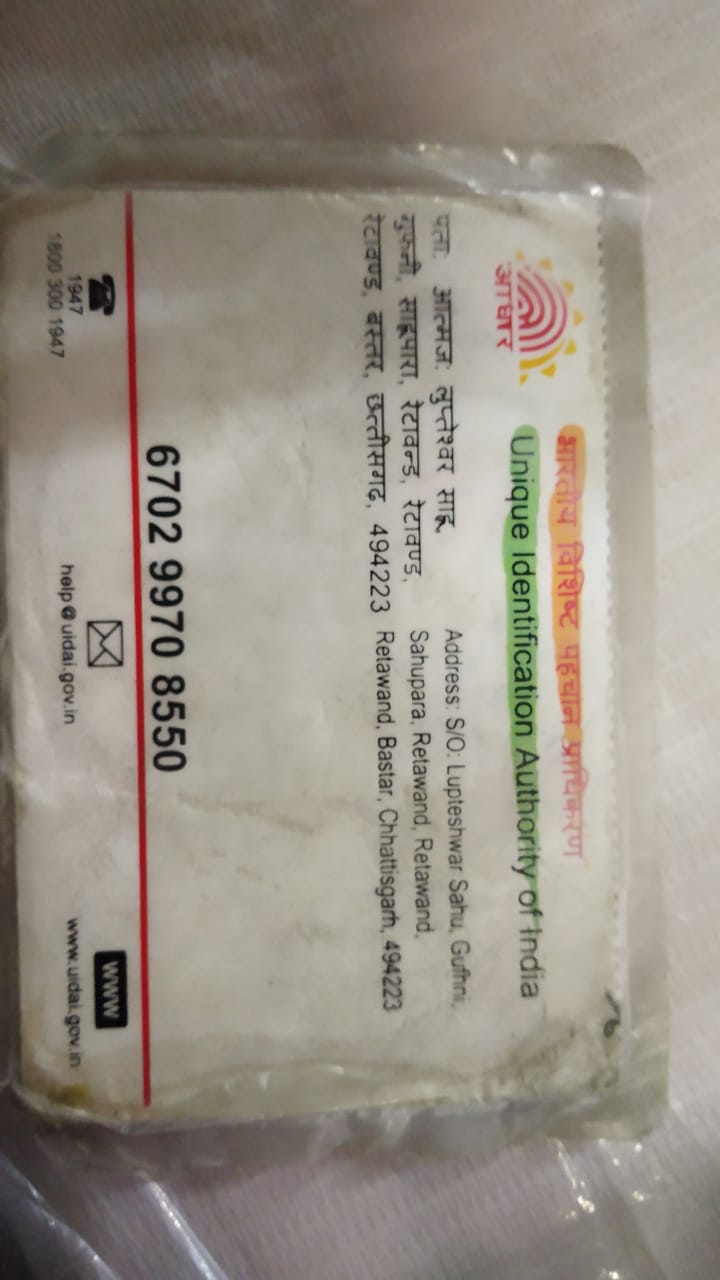 भारतीय विशिष्ट पहचान प्राधिकरण
Unique Identification Authority of India
आधार
पता: आत्मज: लुप्तेश्वर साहू,
गुफनी, साहूपारा, रेटावन्ड, रेटावण्ड,
रेटावण्ड, बस्तर, छत्तीसगढ़, 494223
Address: S/O: Lupteshwar Sahu, Gufhni,
Sahupara, Retawand, Retawand,
Retawand, Bastar, Chhattisgarh, 494223
6702 9970 8550
1947
1800 300 1947
help@uidai.gov.in
www
www.uidai.gov.in